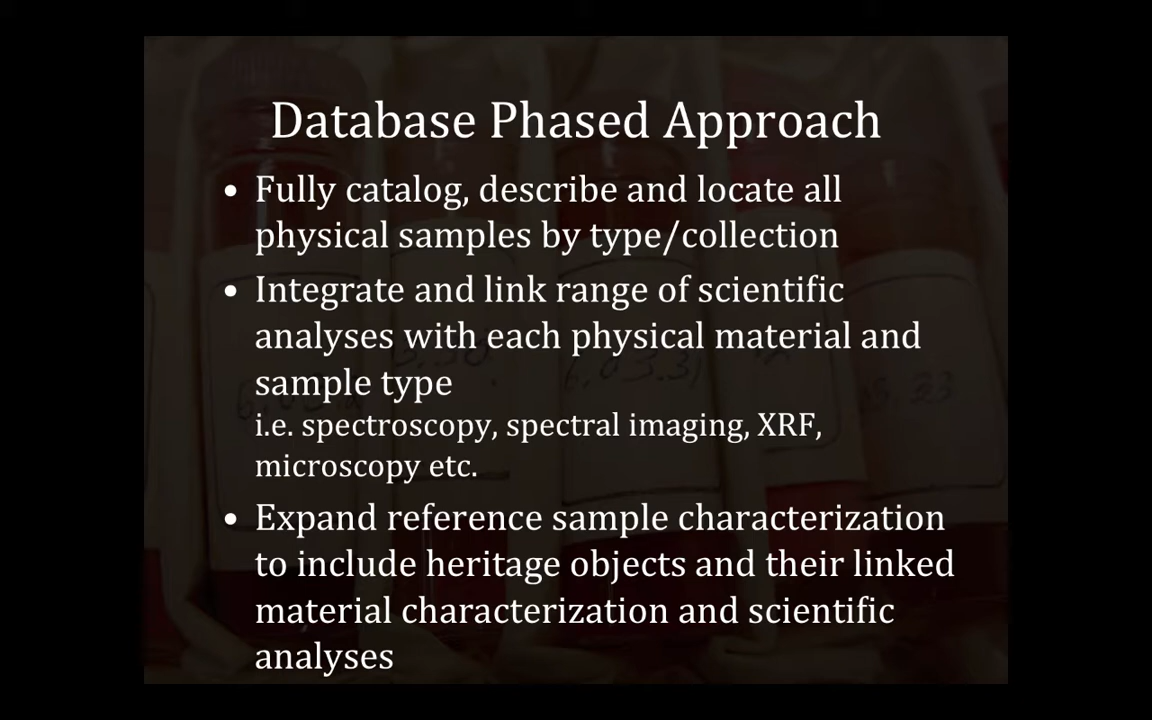 Database Phased Approach
• Fully catalog, describe and locate all
physical samples by type/collection
• Integrate and link range of scientific
analyses with each physical material and
sample type
i.e. spectroscopy, spectral imaging, XRF,
microscopy etc.
• Expand reference sample characterization
to include heritage objects and their linked
material characterization and scientific
analyses